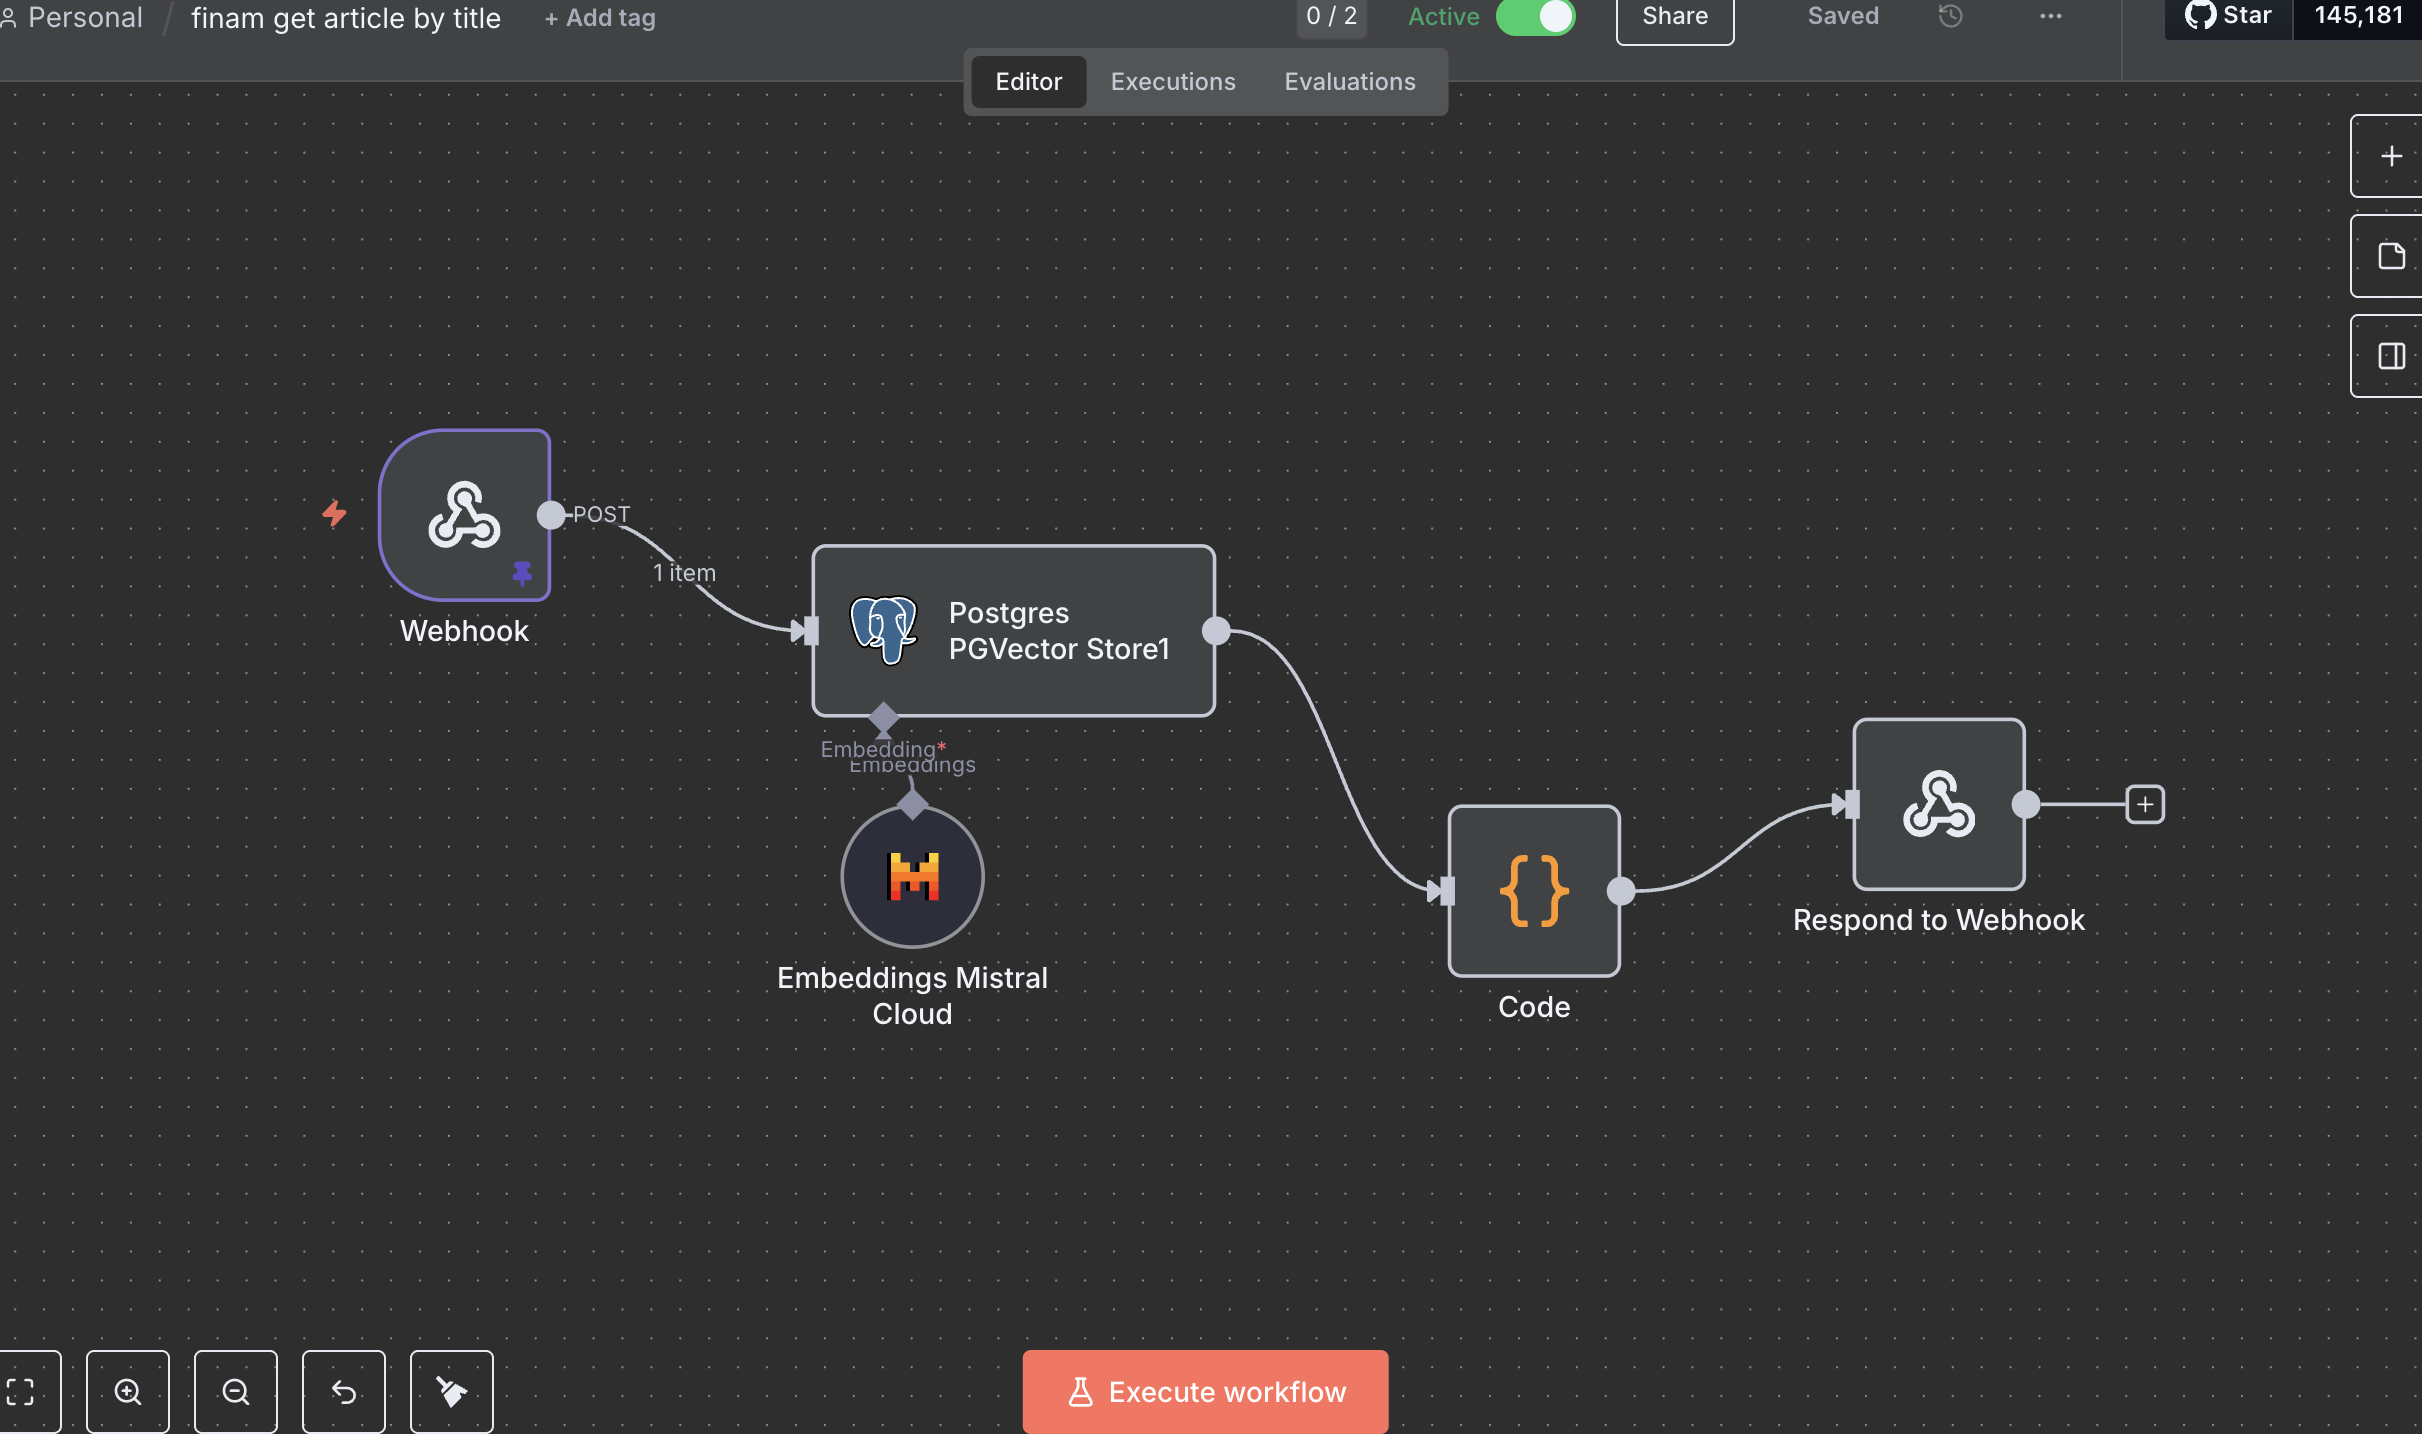 Personal / finam get article by title + Add tag 0 / 2 Active Share Saved Star 145,181
Editor Executions Evaluations
POST
1 item
Webhook
Postgres
PGVector Store1
Embedding*
Embeddings
Embeddings Mistral
Cloud
Code
Respond to Webhook
Execute workflow